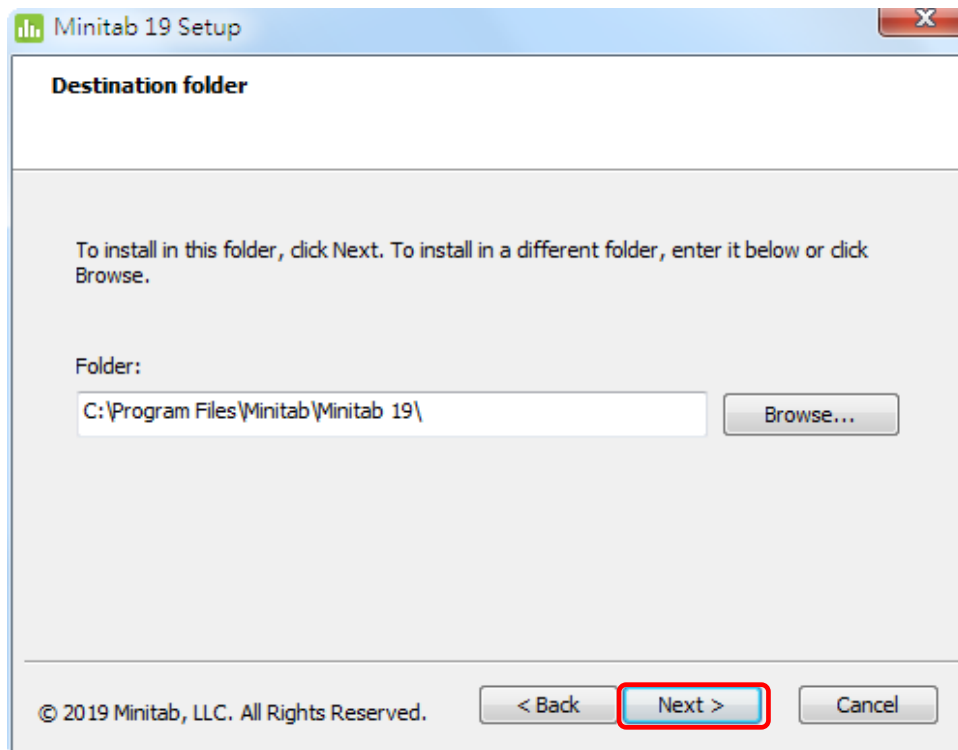 Minitab 19 Setup
X
Destination folder
To install in this folder, click Next. To install in a different folder, enter it below or click
Browse.
Folder:
C:\Program Files\Minitab\Minitab 19\
Browse...
© 2019 Minitab, LLC. All Rights Reserved.
< Back
Next >
Cancel